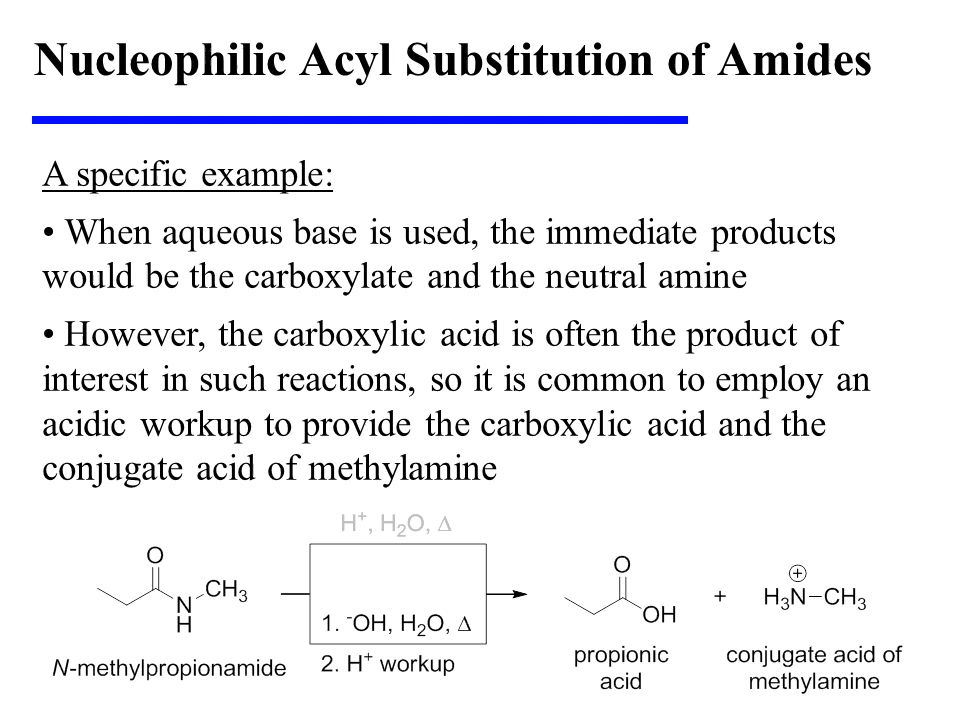 Nucleophilic Acyl Substitution of Amides
A specific example:
• When aqueous base is used, the immediate products
would be the carboxylate and the neutral amine
• However, the carboxylic acid is often the product of
interest in such reactions, so it is common to employ an
acidic workup to provide the carboxylic acid and the
conjugate acid of methylamine
H⁺, H₂O, Δ
O
N
H
CH₃
1. ⁻OH, H₂O, Δ
2. H⁺ workup
O
OH
+
+
H₃N–CH₃
N-methylpropionamide
propionic
acid
conjugate acid of
methylamine